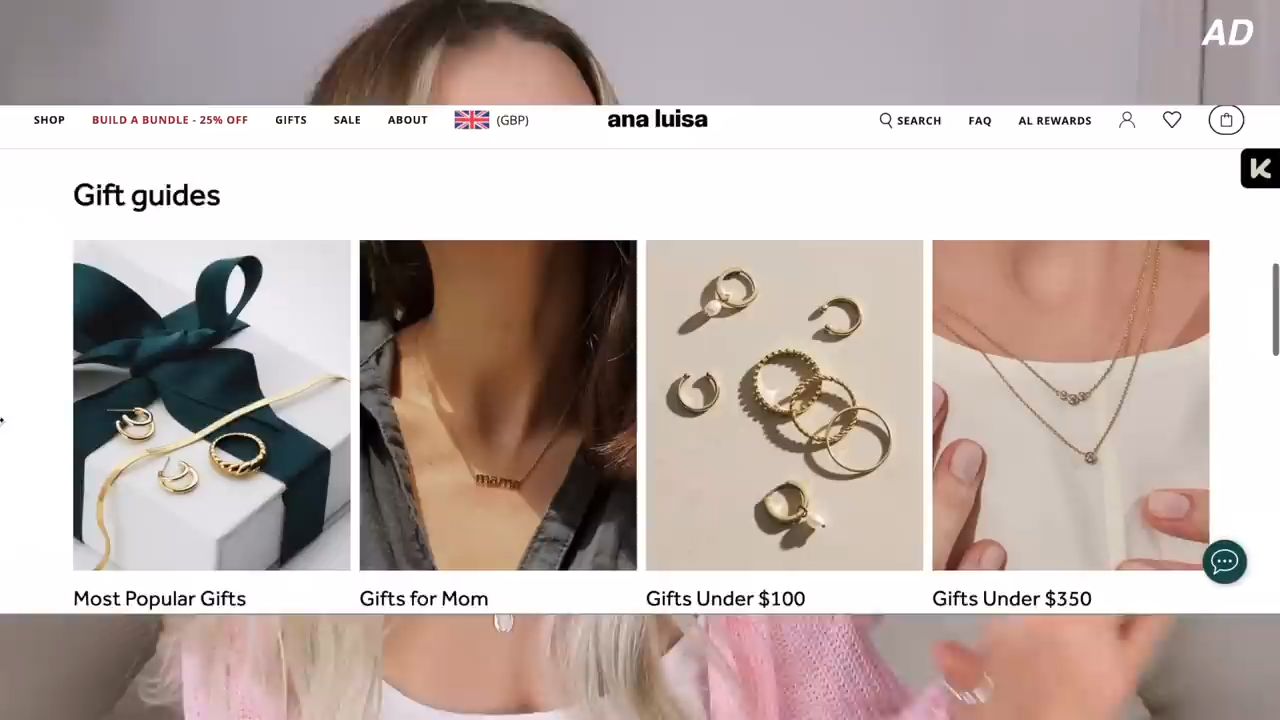 AD
SHOP BUILD A BUNDLE - 25% OFF GIFTS SALE ABOUT (GBP) ana luisa SEARCH FAQ AL REWARDS
K
Gift guides
mama
Most Popular Gifts Gifts for Mom Gifts Under $100 Gifts Under $350